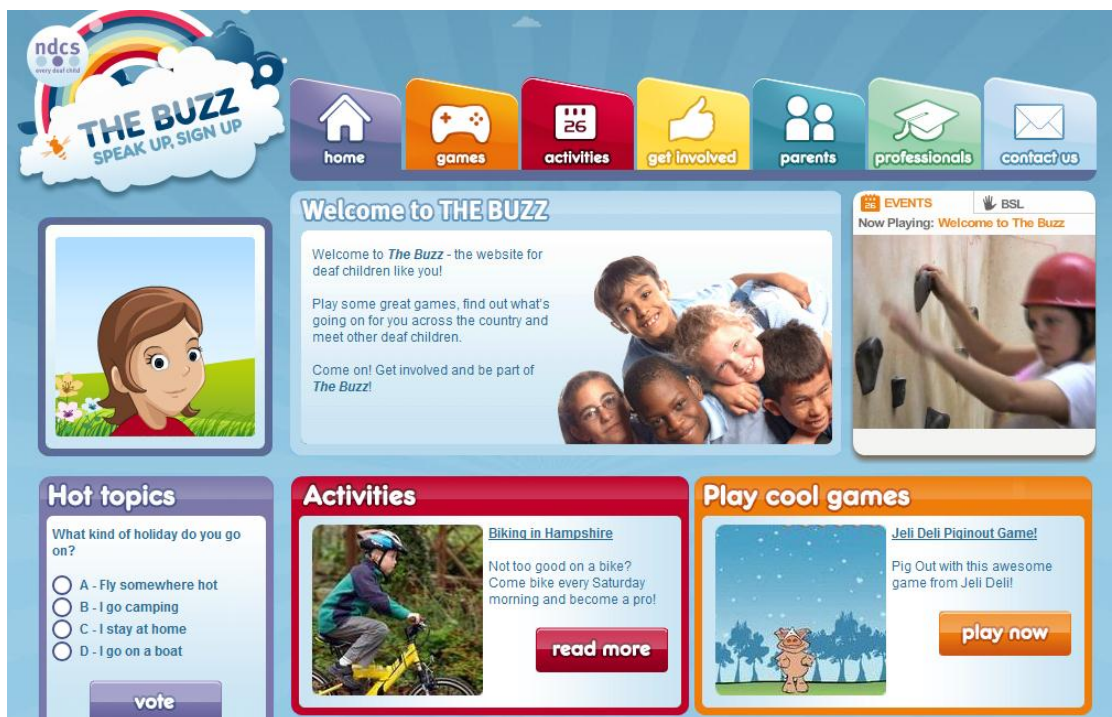 ndcs
every deaf child
THE BUZZ
SPEAK UP, SIGN UP
home
games
26
activities
get involved
parents
professionals
contact us
Welcome to THE BUZZ
Welcome to The Buzz - the website for
deaf children like you!
Play some great games, find out what's
going on for you across the country and
meet other deaf children.
Come on! Get involved and be part of
The Buzz!
26 EVENTS
BSL
Now Playing: Welcome to The Buzz
Hot topics
What kind of holiday do you go
on?
A - Fly somewhere hot
B - I go camping
C - I stay at home
D - I go on a boat
vote
Activities
Biking in Hampshire
Not too good on a bike?
Come bike every Saturday
morning and become a pro!
read more
Play cool games
Jeli Deli Piginout Game!
Pig Out with this awesome
game from Jeli Deli!
play now